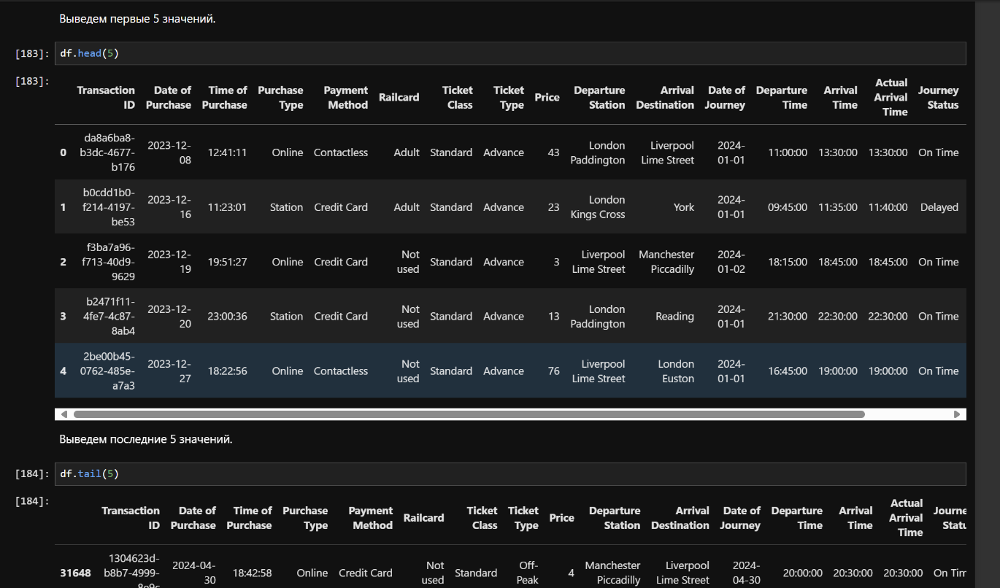 Выведем первые 5 значений.
[183]: df.head(5)
[183]:
Transaction ID Date of Purchase Time of Purchase Purchase Type Payment Method Railcard Ticket Class Ticket Type Price Departure Station Arrival Destination Date of Journey Departure Time Arrival Time Actual Arrival Time Journey Status
0 da8a6ba8-b3dc-4677-b176 2023-12-08 12:41:11 Online Contactless Adult Standard Advance 43 London Paddington Liverpool Lime Street 2024-01-01 11:00:00 13:30:00 13:30:00 On Time
1 b0cdd1b0-f214-4197-be53 2023-12-16 11:23:01 Station Credit Card Adult Standard Advance 23 London Kings Cross York 2024-01-01 09:45:00 11:35:00 11:40:00 Delayed
2 f3ba7a96-f713-40d9-9629 2023-12-19 19:51:27 Online Credit Card Not used Standard Advance 3 Liverpool Lime Street Manchester Piccadilly 2024-01-02 18:15:00 18:45:00 18:45:00 On Time
3 b2471f11-4fe7-4c87-8ab4 2023-12-20 23:00:36 Station Credit Card Not used Standard Advance 13 London Paddington Reading 2024-01-01 21:30:00 22:30:00 22:30:00 On Time
4 2be00b45-0762-485e-a7a3 2023-12-27 18:22:56 Online Contactless Not used Standard Advance 76 Liverpool Lime Street London Euston 2024-01-01 16:45:00 19:00:00 19:00:00 On Time
Выведем последние 5 значений.
[184]: df.tail(5)
[184]:
Transaction ID Date of Purchase Time of Purchase Purchase Type Payment Method Railcard Ticket Class Ticket Type Price Departure Station Arrival Destination Date of Journey Departure Time Arrival Time Actual Arrival Time Journe Statu
31648 1304623d-b8b7-4999- 2024-04-30 18:42:58 Online Credit Card Not used Standard Off-Peak 4 Manchester Piccadilly Liverpool Lime Street 2024-04-30 20:00:00 20:30:00 20:30:00 On Tim